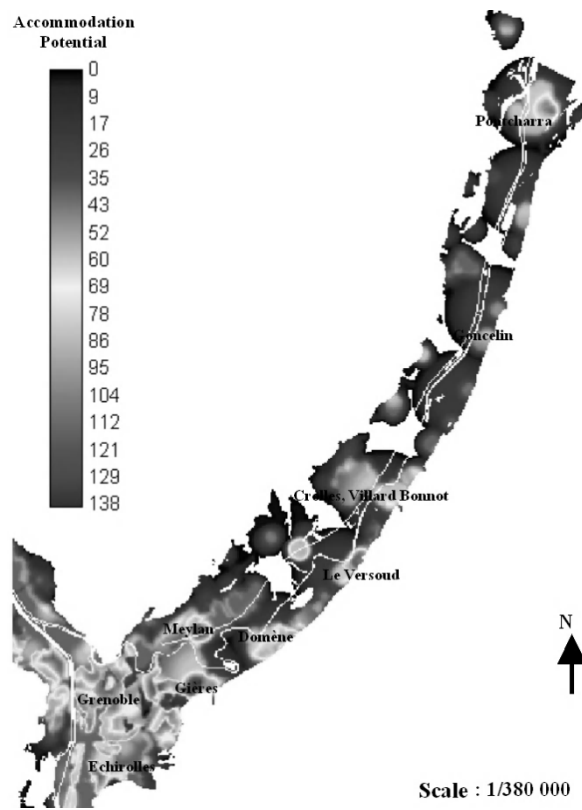 Accommodation
Potential
0
9
17
26
35
43
52
60
69
78
86
95
104
112
121
129
138
Pontcharra
Goncelin
Crolles, Villard Bonnot
Le Versoud
Meylan
Domène
Gières
Grenoble
Echirolles
N
Scale : 1/380 000